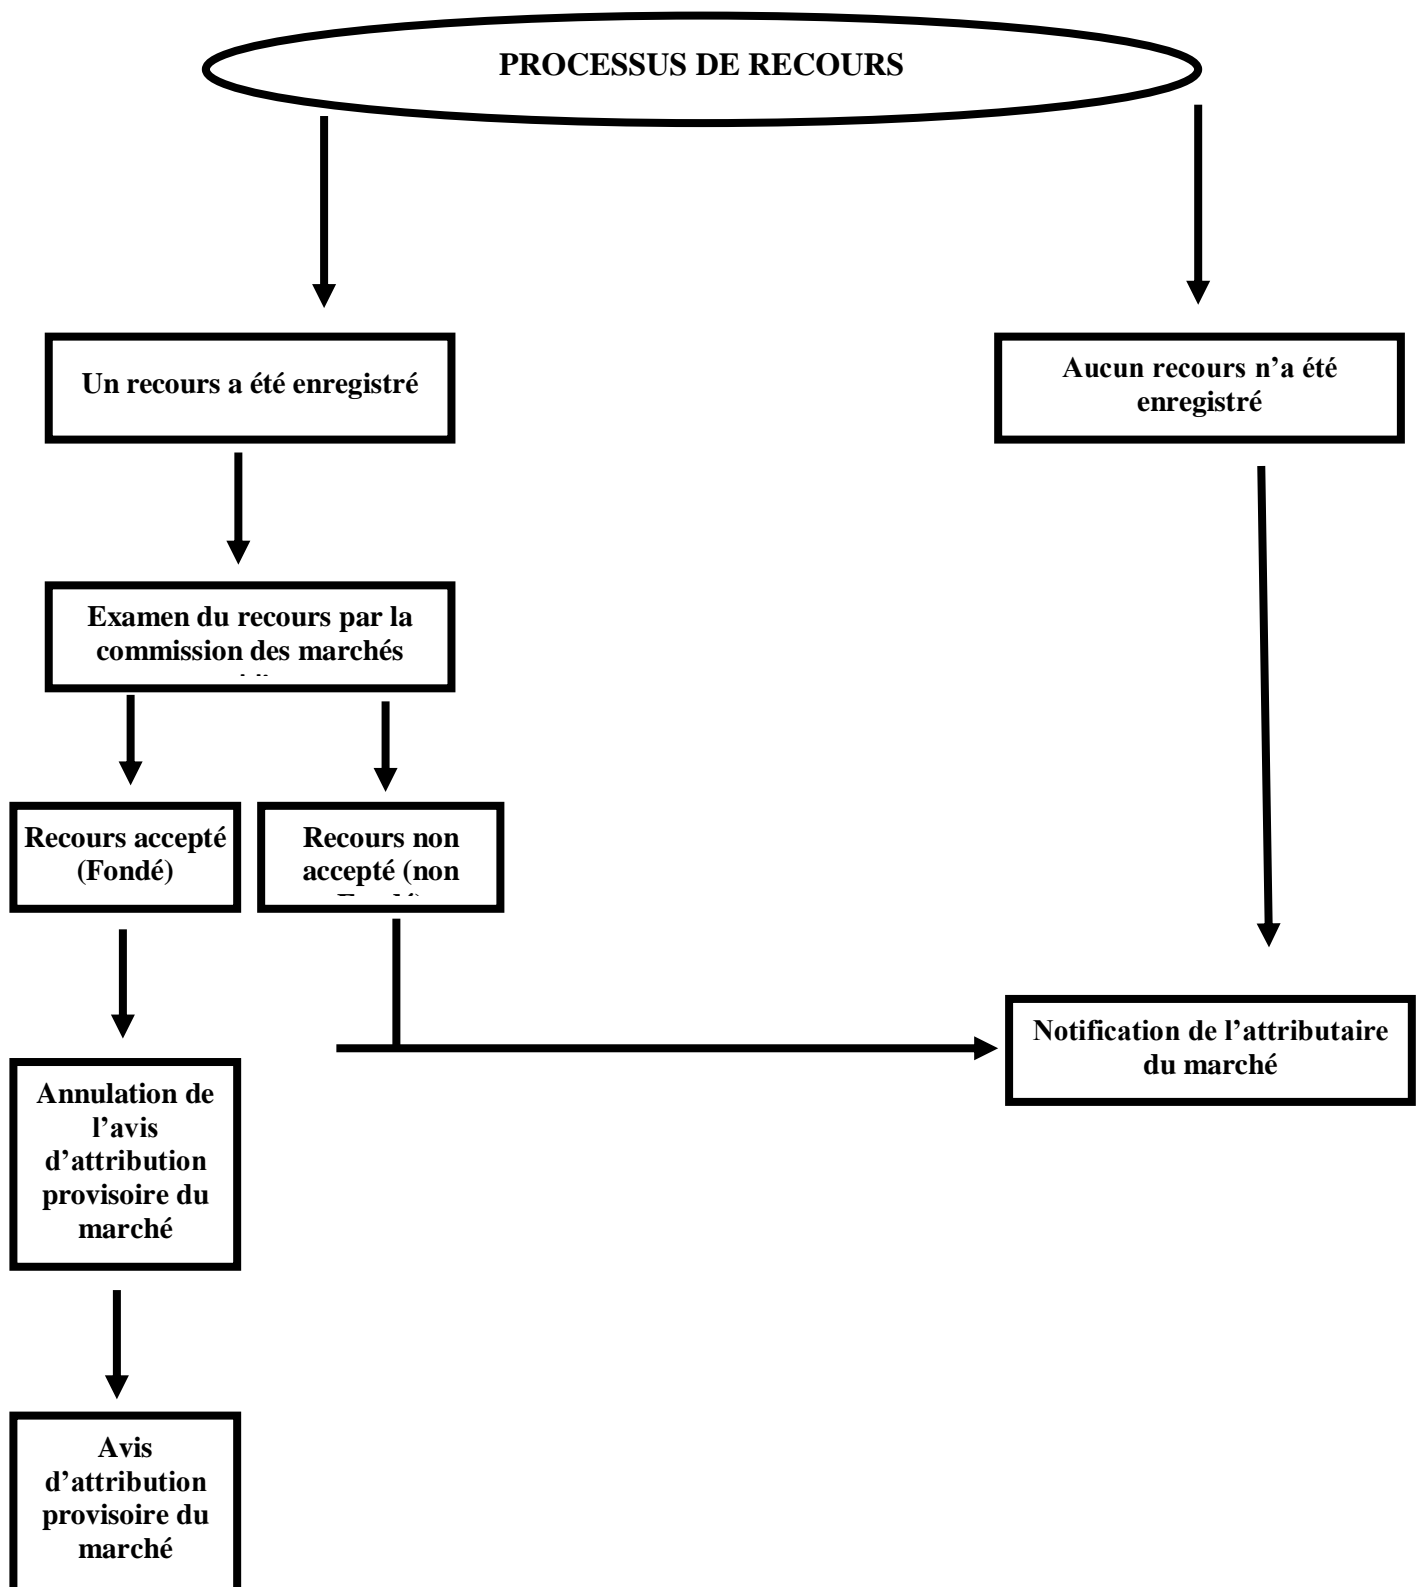 PROCESSUS DE RECOURS
Un recours a été enregistré
Aucun recours n’a été
enregistré
Examen du recours par la
commission des marchés
Recours accepté
(Fondé)
Recours non
accepté (non
Notification de l’attributaire
du marché
Annulation de
l’avis
d’attribution
provisoire du
marché
Avis
d’attribution
provisoire du
marché